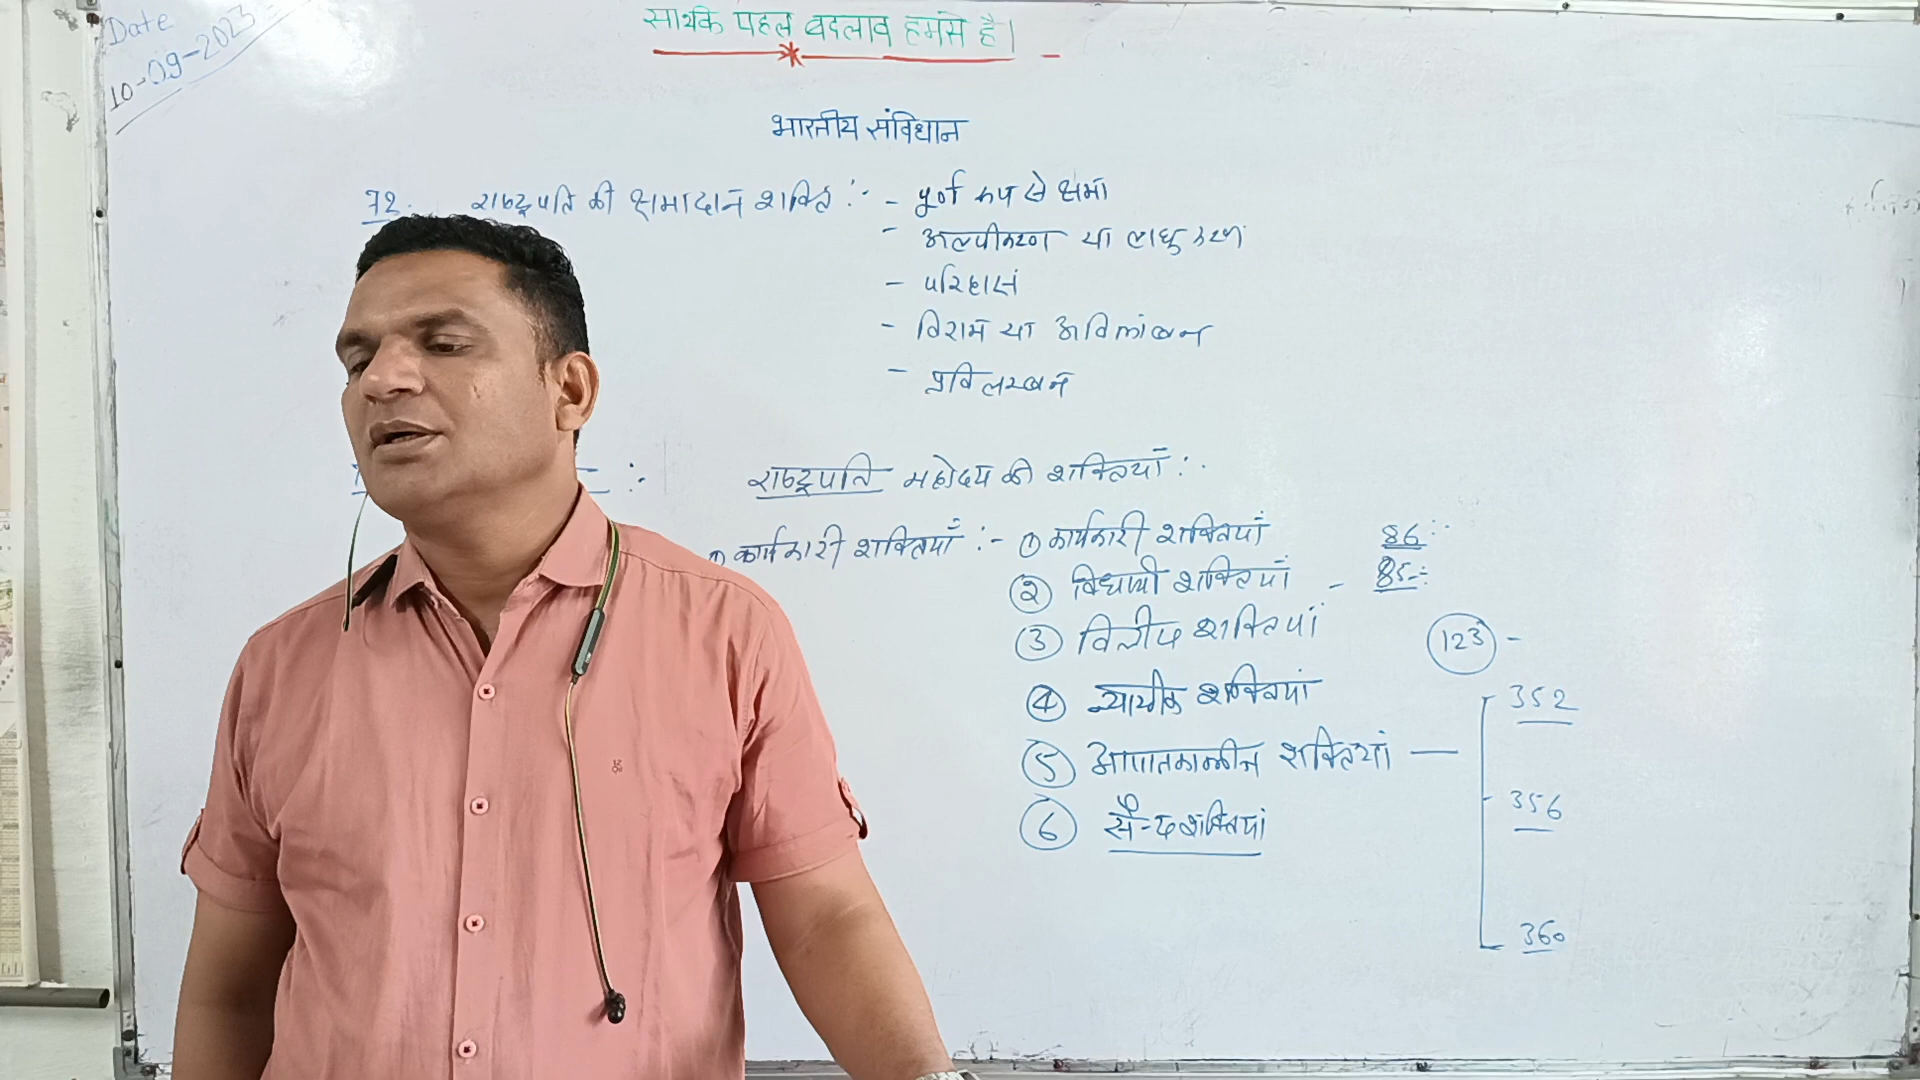 Date
10-09-2023
सार्थक पहल बदलाव हमसे है।
भारतीय संविधान
72. राष्ट्रपति की क्षमादान शक्ति :- - पूर्ण रूप से क्षमा
- अल्पीकरण या लघुकरण
- परिहास
- विराम या अविलंबन
- प्रविलम्बन
राष्ट्रपति महोदय की शक्तियाँ :-
① कार्यकारी शक्तियाँ :- ① कार्यकारी शक्तियां 86:-
② विधायी शक्तियां - 85-:
③ वित्तीय शक्तियां 123 -
④ न्यायीक शक्तियां 352
⑤ आपातकालीन शक्तियां —
356
⑥ सैन्य शक्तियां
360